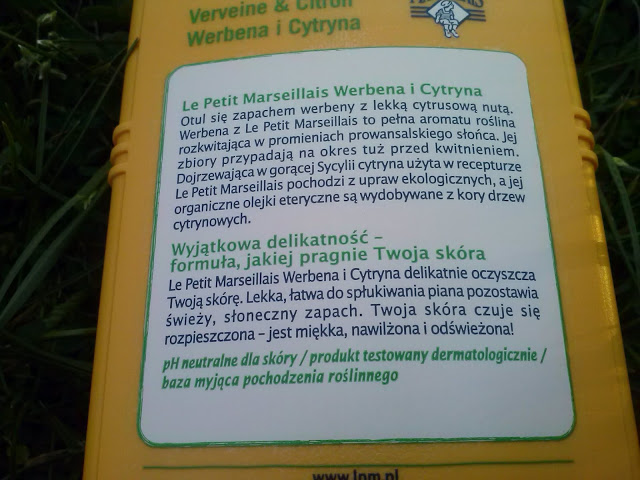 Verveine & Citron
Werbena i Cytryna
Le Petit Marseillais Werbena i Cytryna
Otul się zapachem werbeny z lekką cytrusową nutą.
Werbena z Le Petit Marseillais to pełna aromatu roślina
rozkwitająca w promieniach prowansalskiego słońca. Jej
zbiory przypadają na okres tuż przed kwitnieniem.
Dojrzewająca w gorącej Sycylii cytryna użyta w recepturze
Le Petit Marseillais pochodzi z upraw ekologicznych, a jej
organiczne olejki eteryczne są wydobywane z kory drzew
cytrynowych.
Wyjątkowa delikatność –
formuła, jakiej pragnie Twoja skóra
Le Petit Marseillais Werbena i Cytryna delikatnie oczyszcza
Twoją skórę. Lekka, łatwa do spłukiwania piana pozostawia
świeży, słoneczny zapach. Twoja skóra czuje się
rozpieszczona – jest miękka, nawilżona i odświeżona!
pH neutralne dla skóry / produkt testowany dermatologicznie /
baza myjąca pochodzenia roślinnego
www.lpm.pl